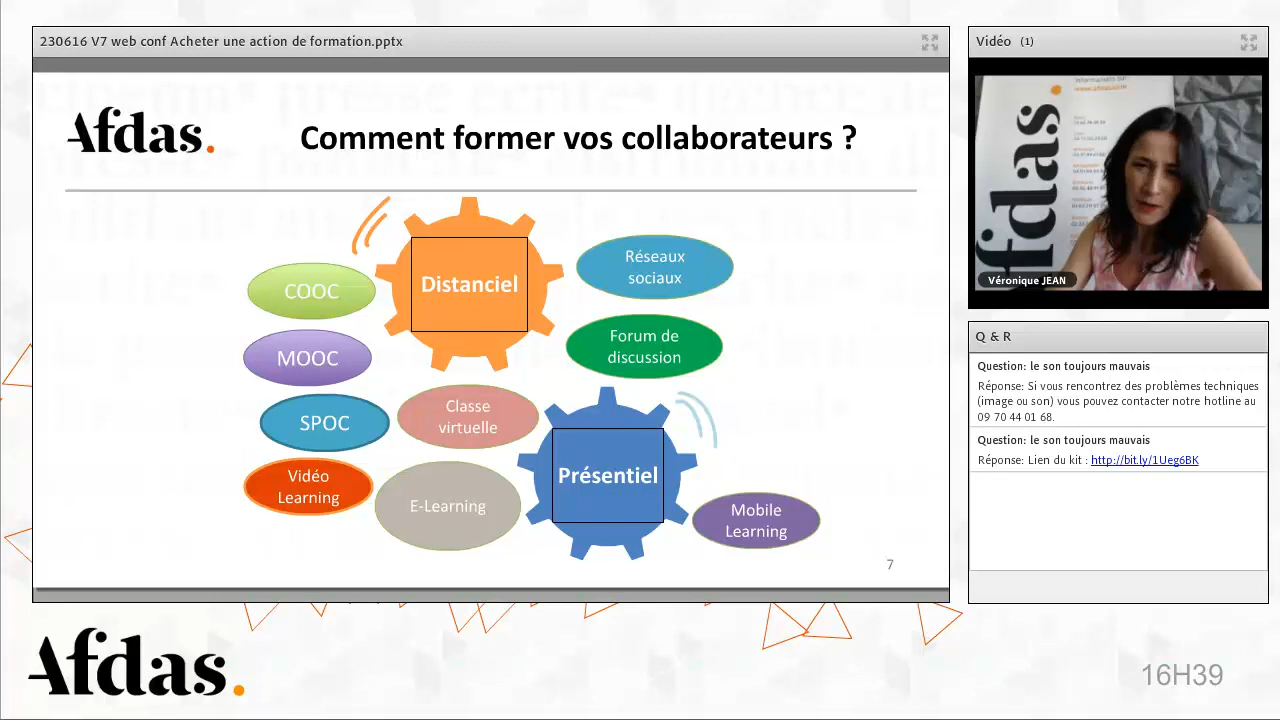 230616 V7 web conf Acheter une action de formation.pptx
Afdas.
Comment former vos collaborateurs ?
Distanciel
Réseaux
sociaux
COOC
Forum de
discussion
MOOC
Classe
virtuelle
SPOC
Vidéo
Learning
E-Learning
Présentiel
Mobile
Learning
7
Vidéo (1)
fdas.
Véronique JEAN
Q & R
Question: le son toujours mauvais
Réponse: Si vous rencontrez des problèmes techniques
(image ou son) vous pouvez contacter notre hotline au
09 70 44 01 68.
Question: le son toujours mauvais
Réponse: Lien du kit : http://bit.ly/1Ueg6BK
Afdas.
16H39